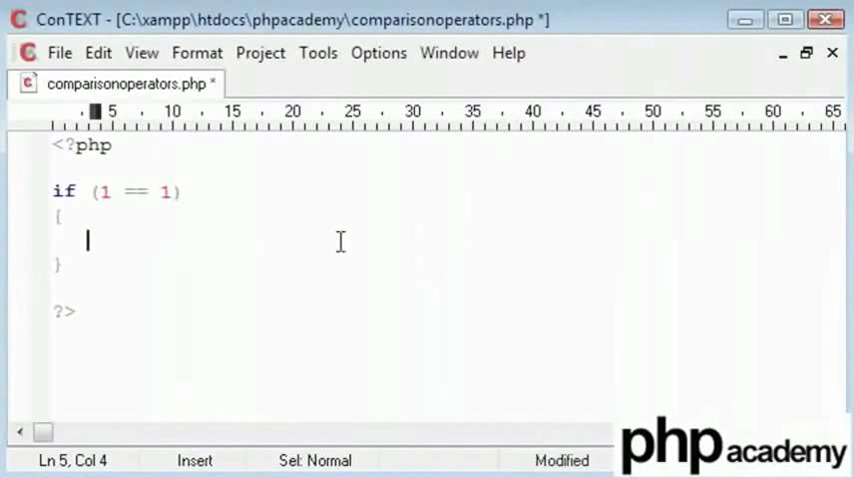 ConTEXT - [C:\xampp\htdocs\phpacademy\comparisonoperators.php *]
File Edit View Format Project Tools Options Window Help
comparisonoperators.php *
5 10 15 20 25 30 35 40 45 50 55 60 65
<?php
if (1 == 1)
{
}
?>
Ln 5, Col 4 Insert Sel: Normal Modified
php academy